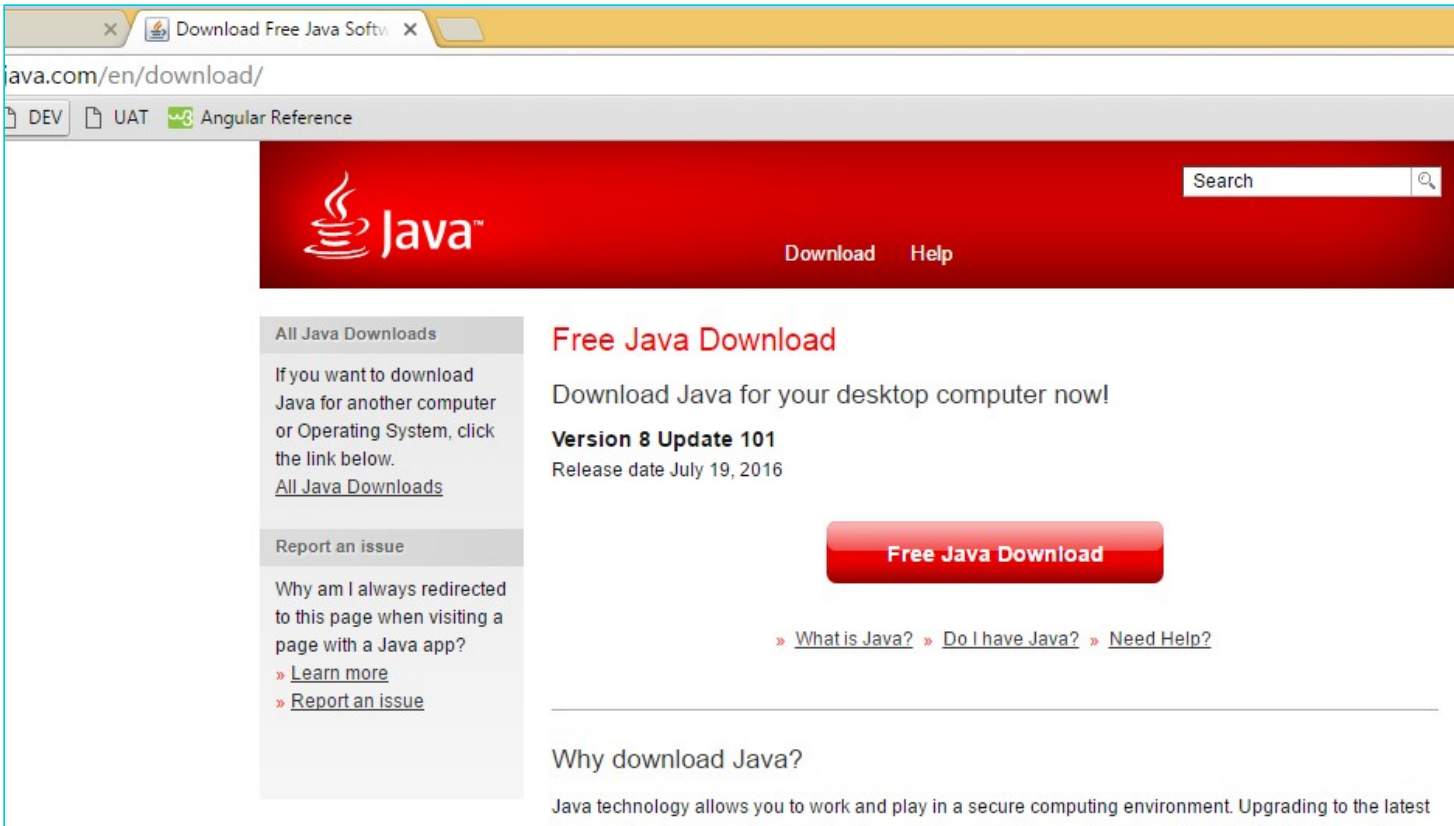 Download Free Java Softw
java.com/en/download/
DEV UAT Angular Reference
Java™
Search
Download Help
All Java Downloads
If you want to download
Java for another computer
or Operating System, click
the link below.
All Java Downloads
Report an issue
Why am I always redirected
to this page when visiting a
page with a Java app?
» Learn more
» Report an issue
Free Java Download
Download Java for your desktop computer now!
Version 8 Update 101
Release date July 19, 2016
Free Java Download
» What is Java? » Do I have Java? » Need Help?
Why download Java?
Java technology allows you to work and play in a secure computing environment. Upgrading to the latest